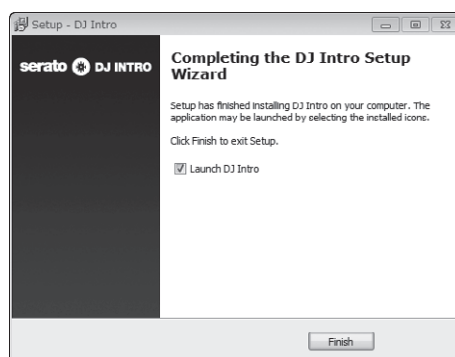 Setup - DJ Intro
serato DJ INTRO
Completing the DJ Intro Setup
Wizard
Setup has finished installing DJ Intro on your computer. The
application may be launched by selecting the installed icons.
Click Finish to exit Setup.
Launch DJ Intro
Finish